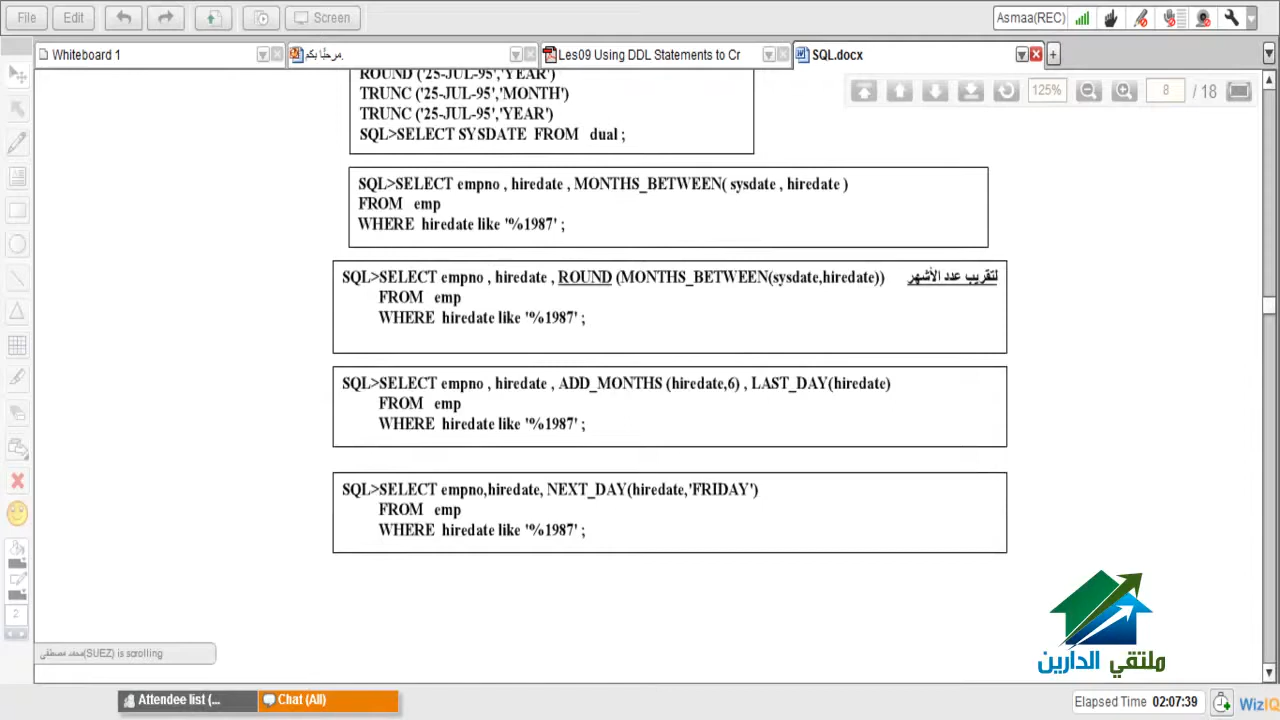 File Edit Screen Asmaa(REC)
Whiteboard 1 مرحبًا بكم. Les09 Using DDL Statements to Cr SQL.docx
125% 8 / 18
ROUND ('25-JUL-95','YEAR')
TRUNC ('25-JUL-95','MONTH')
TRUNC ('25-JUL-95','YEAR')
SQL>SELECT SYSDATE FROM dual ;
SQL>SELECT empno , hiredate , MONTHS_BETWEEN( sysdate , hiredate )
FROM emp
WHERE hiredate like '%1987' ;
SQL>SELECT empno , hiredate , ROUND (MONTHS_BETWEEN(sysdate,hiredate)) لتقريب عدد الأشهر
FROM emp
WHERE hiredate like '%1987' ;
SQL>SELECT empno , hiredate , ADD_MONTHS (hiredate,6) , LAST_DAY(hiredate)
FROM emp
WHERE hiredate like '%1987' ;
SQL>SELECT empno,hiredate, NEXT_DAY(hiredate,'FRIDAY')
FROM emp
WHERE hiredate like '%1987' ;
2
محمد مصطفي(SUEZ) is scrolling
ملتقي الدارين
Attendee list (... Chat (All) Elapsed Time 02:07:39 WizIQ